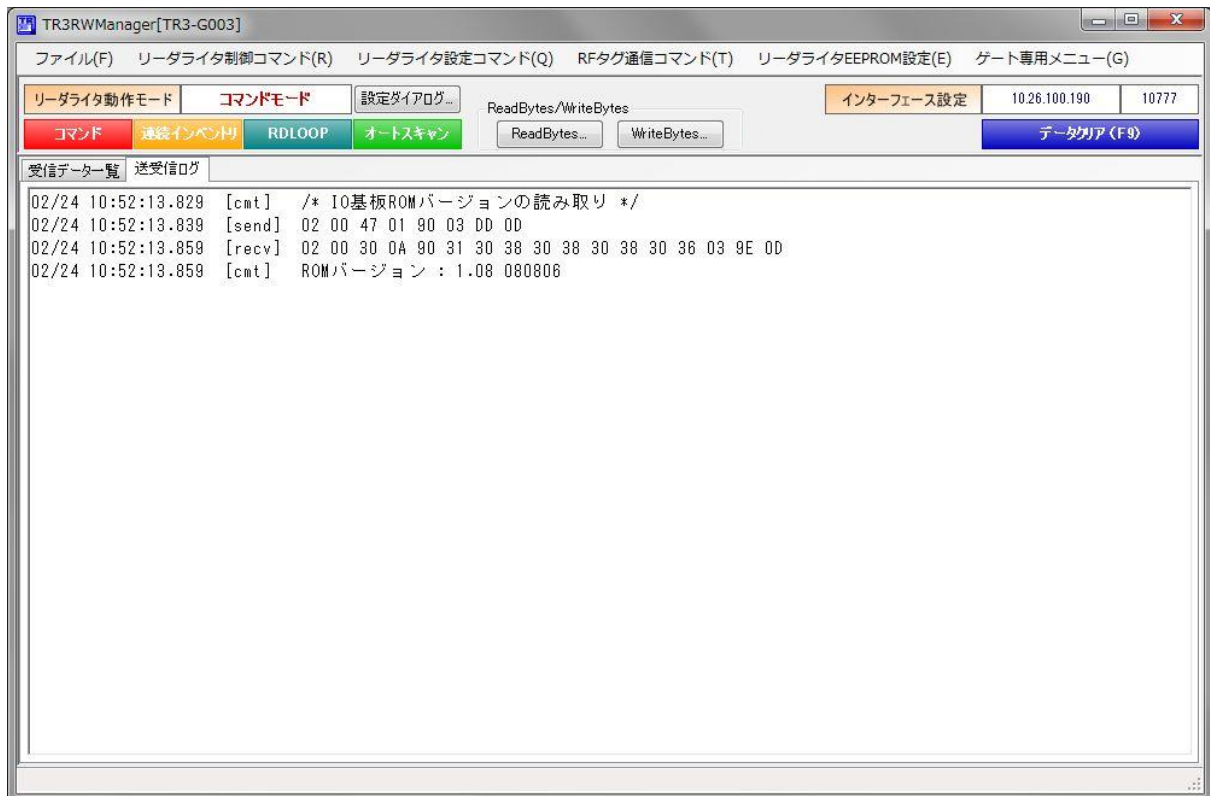 TR3RWManager[TR3-G003]
ファイル(F) リーダライタ制御コマンド(R) リーダライタ設定コマンド(Q) RFタグ通信コマンド(T) リーダライタEEPROM設定(E) ゲート専用メニュー(G)
リーダライタ動作モード コマンドモード 設定ダイアログ... ReadBytes/WriteBytes インターフェース設定 10.26.100.190 10777
コマンド 連続インベントリ RDLOOP オートスキャン ReadBytes... WriteBytes... データクリア(F9)
受信データ一覧 送受信ログ
02/24 10:52:13.829 [cmt] /* IO基板ROMバージョンの読み取り */
02/24 10:52:13.839 [send] 02 00 47 01 90 03 DD 0D
02/24 10:52:13.859 [recv] 02 00 30 0A 90 31 30 38 30 38 30 38 30 36 03 9E 0D
02/24 10:52:13.859 [cmt] ROMバージョン : 1.08 080806